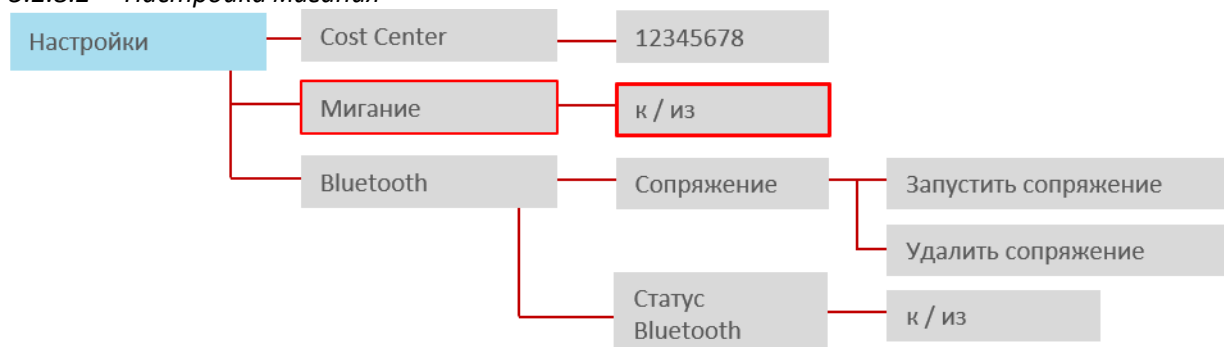 Настройки
Cost Center
12345678
Мигание
к / из
Bluetooth
Сопряжение
Запустить сопряжение
Удалить сопряжение
Статус
Bluetooth
к / из